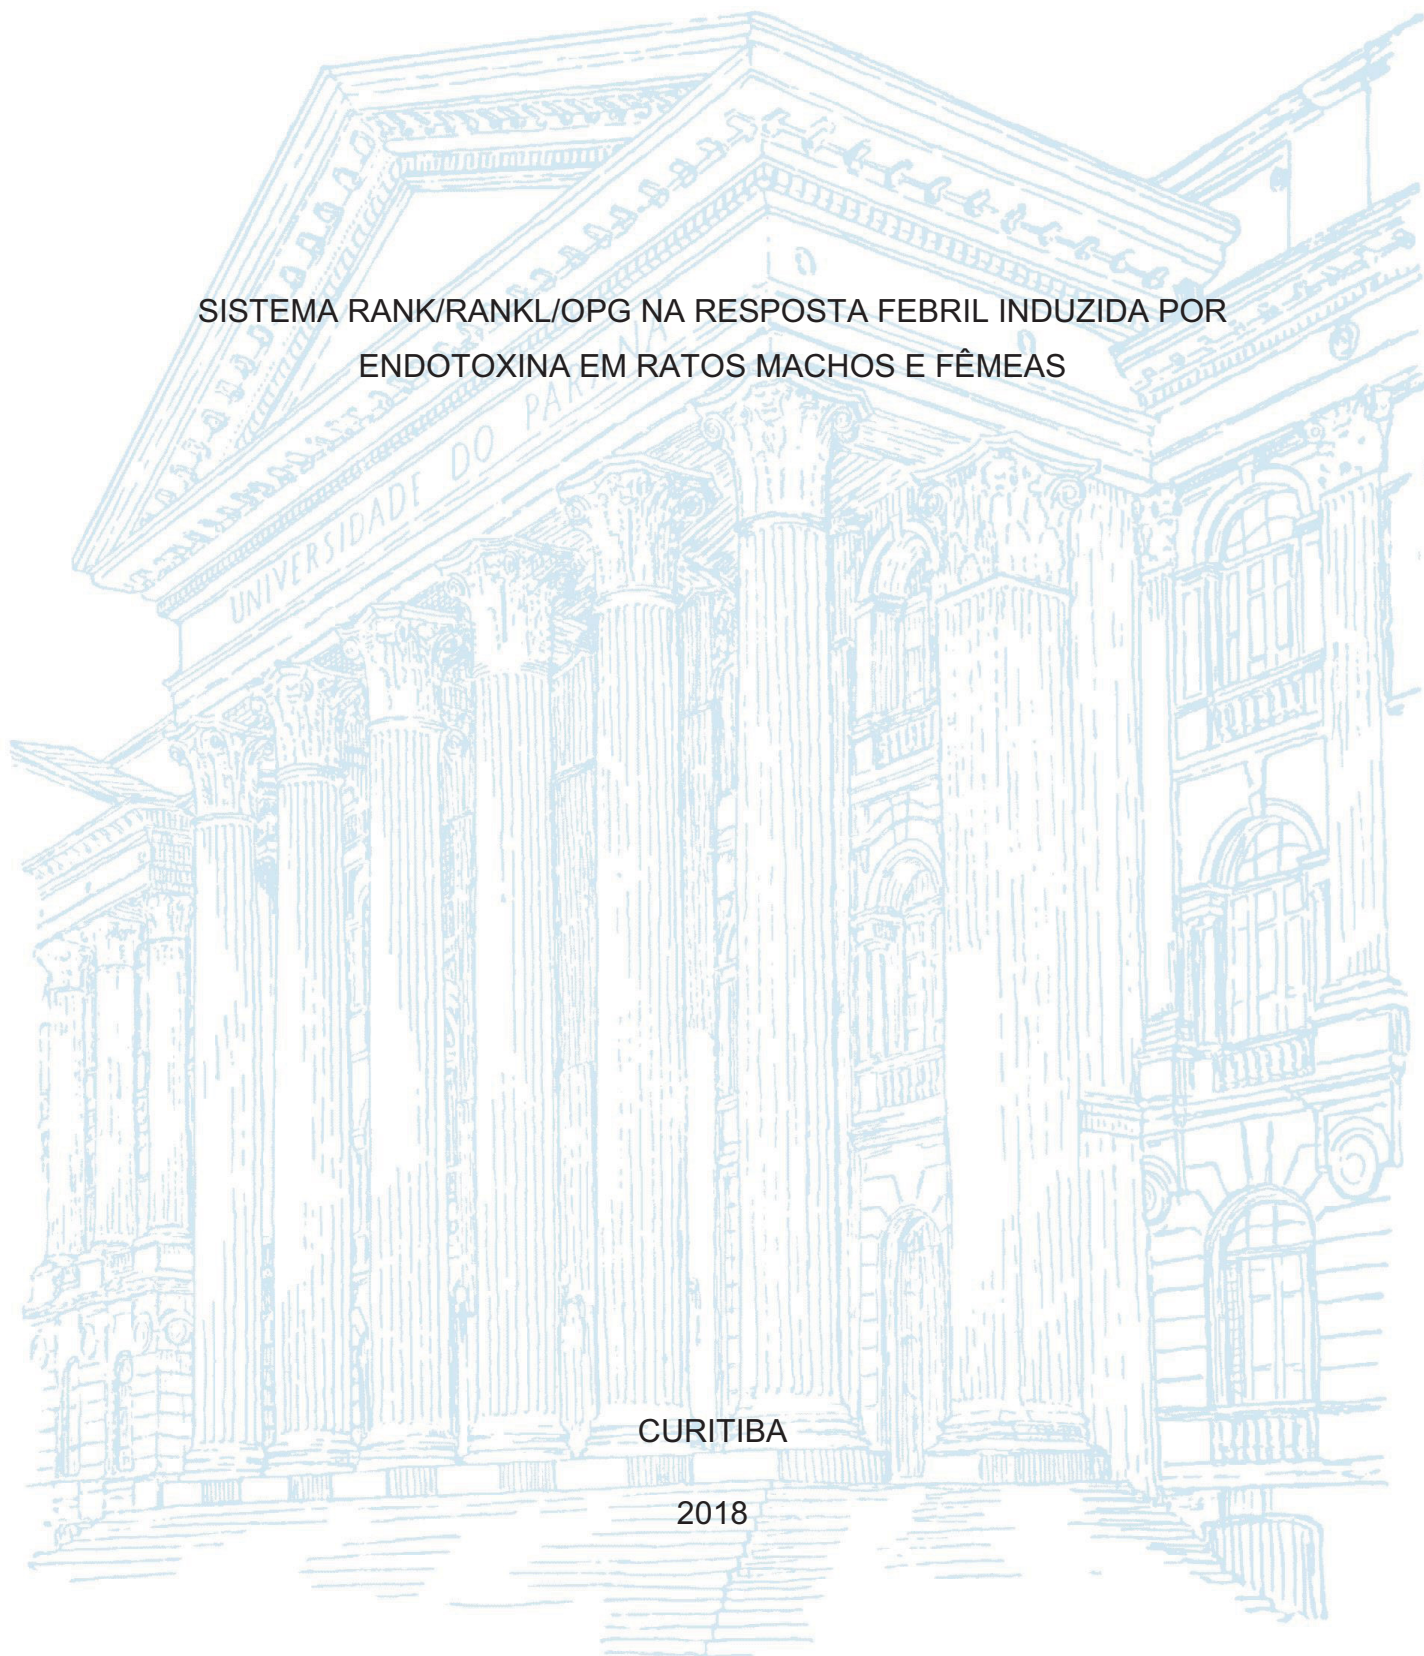 SISTEMA RANK/RANKL/OPG NA RESPOSTA FEBRIL INDUZIDA POR
ENDOTOXINA EM RATOS MACHOS E FÊMEAS
UNIVERSIDADE DO PARANÁ
CURITIBA
2018